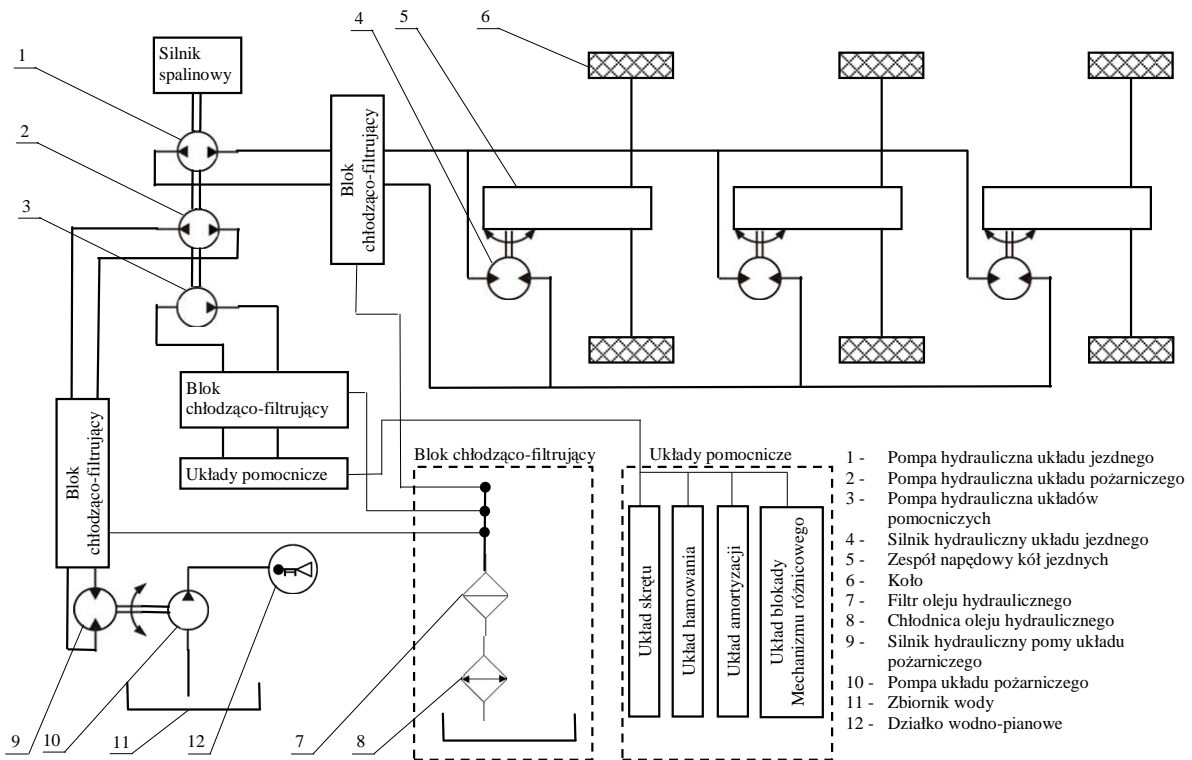 1
2
3
4
5
6
Silnik
spalinowy
Blok
chłodząco-filtrujący
Blok
chłodząco-filtrujący
Układy pomocnicze
Blok
chłodząco-filtrujący
Blok chłodząco-filtrujący
Układy pomocnicze
Układ skrętu
Układ hamowania
Układ amortyzacji
Układ blokady
Mechanizmu różnicowego
9
10
11
12
7
8
1 - Pompa hydrauliczna układu jezdnego
2 - Pompa hydrauliczna układu pożarniczego
3 - Pompa hydrauliczna układów
pomocniczych
4 - Silnik hydrauliczny układu jezdnego
5 - Zespół napędowy kół jezdnych
6 - Koło
7 - Filtr oleju hydraulicznego
8 - Chłodnica oleju hydraulicznego
9 - Silnik hydrauliczny pomy układu
pożarniczego
10 - Pompa układu pożarniczego
11 - Zbiornik wody
12 - Działko wodno-pianowe